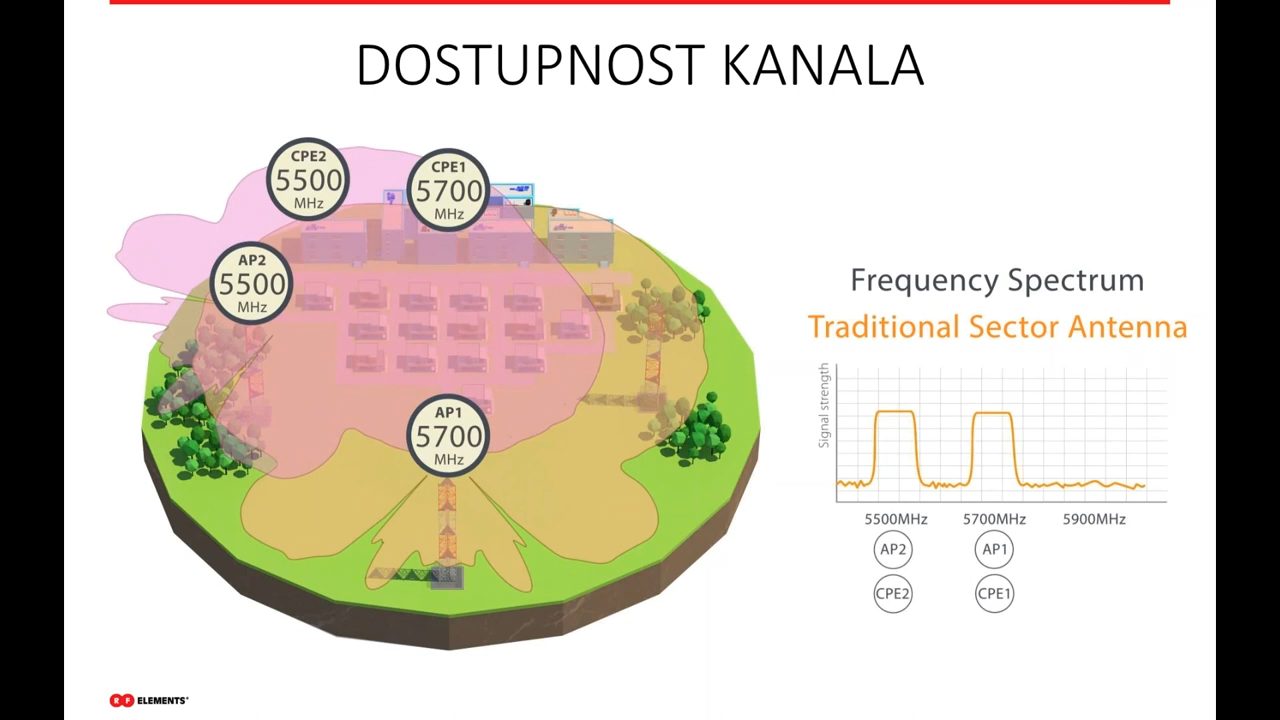 DOSTUPNOST KANALA
CPE2
5500
MHz
CPE1
5700
MHz
AP2
5500
MHz
AP1
5700
MHz
Frequency Spectrum
Traditional Sector Antenna
Signal strength
5500MHz 5700MHz 5900MHz
AP2 AP1
CPE2 CPE1
RF ELEMENTS